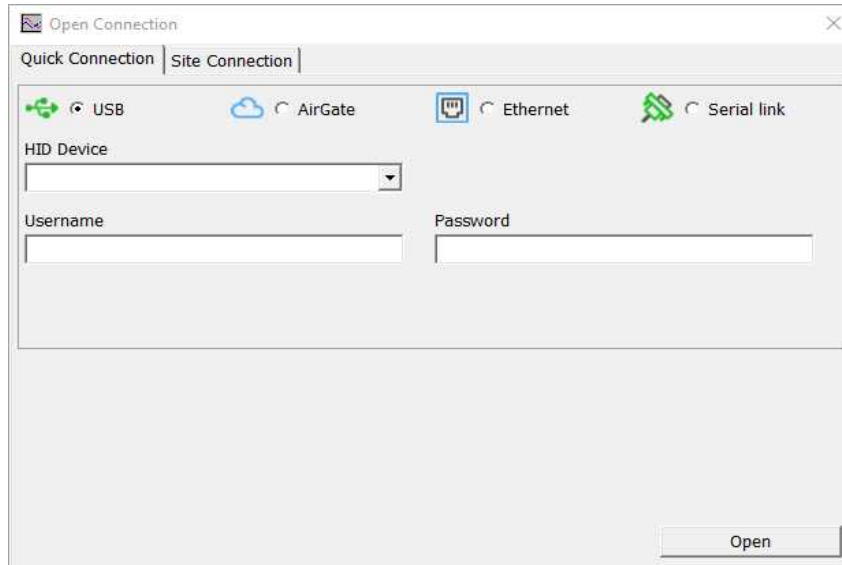 Open Connection
Quick Connection Site Connection
USB AirGate Ethernet Serial link
HID Device
Username Password
Open